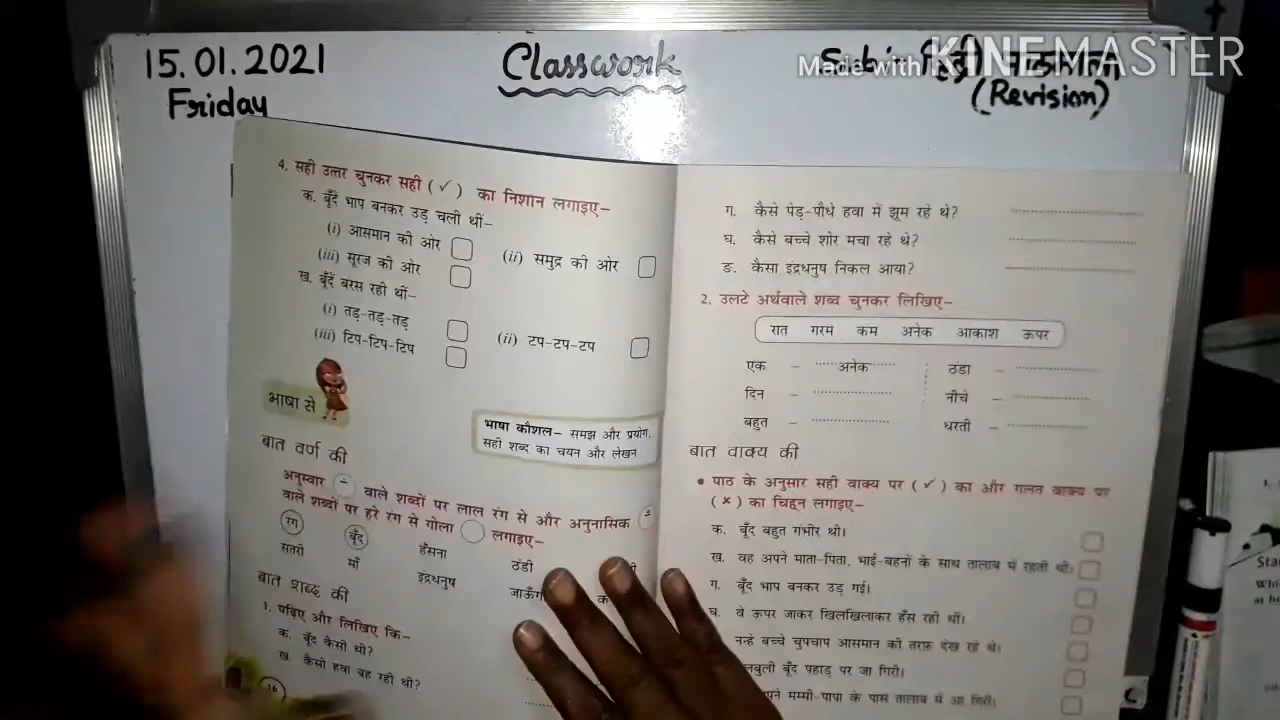 15.01.2021
Friday
Classwork
Sub :- हिन्दी
(Revision)
Made with KINEMASTER
4. सही उत्तर चुनकर सही (✓) का निशान लगाइए–
क. बूँदें भाप बनकर उड़ चली थीं–
(i) आसमान की ओर
(ii) समुद्र की ओर
(iii) सूरज की ओर
ख. बूँदें बरस रही थीं–
(i) तड़-तड़-तड़
(ii) टप-टप-टप
(iii) टिप-टिप-टिप
भाषा से
भाषा कौशल– समझ और प्रयोग,
सही शब्द का चयन और लेखन
बात वर्ण की
अनुस्वार वाले शब्दों पर लाल रंग से और अनुनासिक
वाले शब्दों पर हरे रंग से गोला लगाइए–
रंग बूँद हँसना ठंडी
संतरी माँ इंद्रधनुष
बात शब्द की
1. पढ़िए और लिखिए कि–
क. बूँद कैसी थी?
ख. कैसी हवा बह रही थी?
16
ग. कैसे पेड़-पौधे हवा में झूम रहे थे?
घ. कैसे बच्चे शोर मचा रहे थे?
ङ. कैसा इंद्रधनुष निकल आया?
2. उलटे अर्थवाले शब्द चुनकर लिखिए–
रात गरम कम अनेक आकाश ऊपर
एक – अनेक ठंडा –
दिन – नीचे –
बहुत – धरती –
बात वाक्य की
• पाठ के अनुसार सही वाक्य पर (✓) का और गलत वाक्य पर
(×) का चिह्न लगाइए–
क. बूँद बहुत गंभीर थी।
ख. वह अपने माता-पिता, भाई-बहनों के साथ तालाब में रहती थी।
ग. बूँद भाप बनकर उड़ गई।
घ. वे ऊपर जाकर खिलखिलाकर हँस रही थीं।
नन्हे बच्चे चुपचाप आसमान की तरफ़ देख रहे थे।
बूँद पहाड़ पर जा गिरी।
मम्मी-पापा के पास तालाब में आ गिरी।